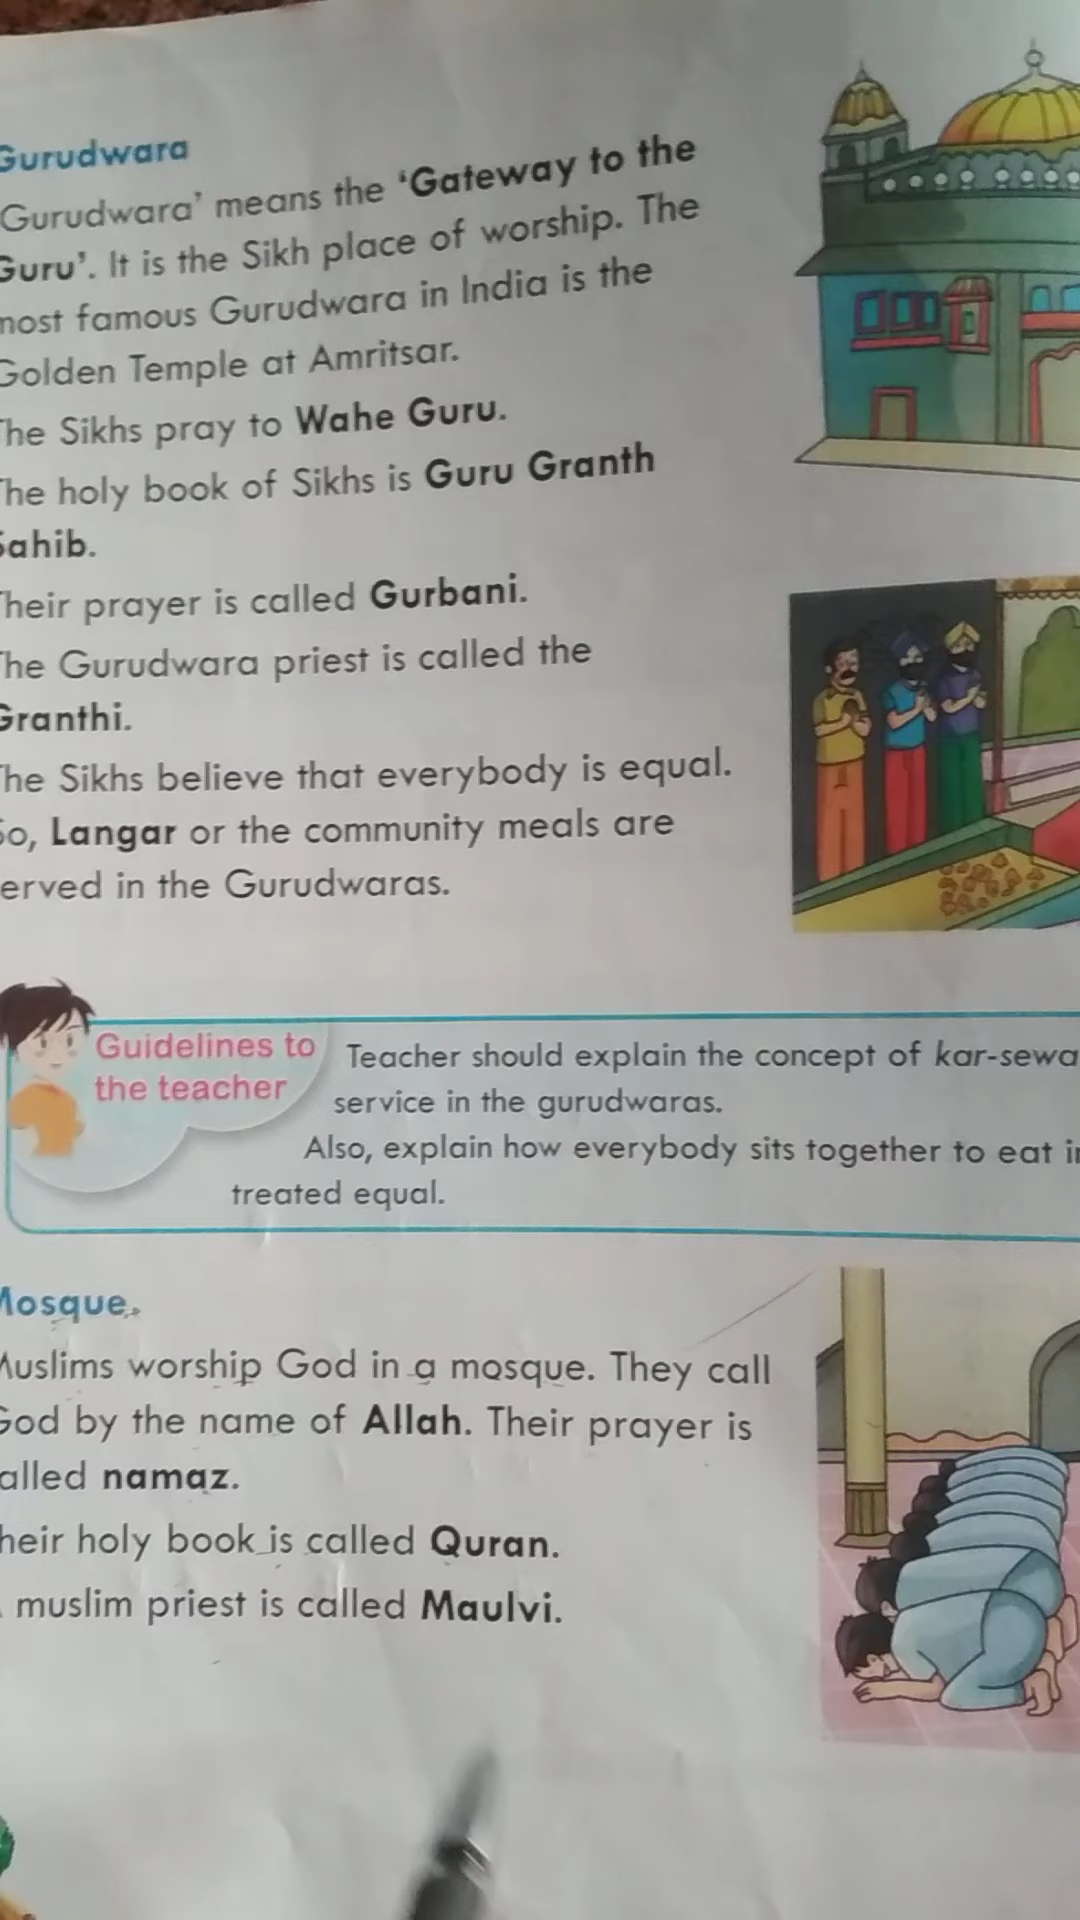 Gurudwara
'Gurudwara' means the 'Gateway to the
Guru'. It is the Sikh place of worship. The
most famous Gurudwara in India is the
Golden Temple at Amritsar.
The Sikhs pray to Wahe Guru.
The holy book of Sikhs is Guru Granth
Sahib.
Their prayer is called Gurbani.
The Gurudwara priest is called the
Granthi.
The Sikhs believe that everybody is equal.
So, Langar or the community meals are
served in the Gurudwaras.
Guidelines to
the teacher
Teacher should explain the concept of kar-sewa
service in the gurudwaras.
Also, explain how everybody sits together to eat
treated equal.
Mosque
Muslims worship God in a mosque. They call
God by the name of Allah. Their prayer is
called namaz.
Their holy book is called Quran.
muslim priest is called Maulvi.